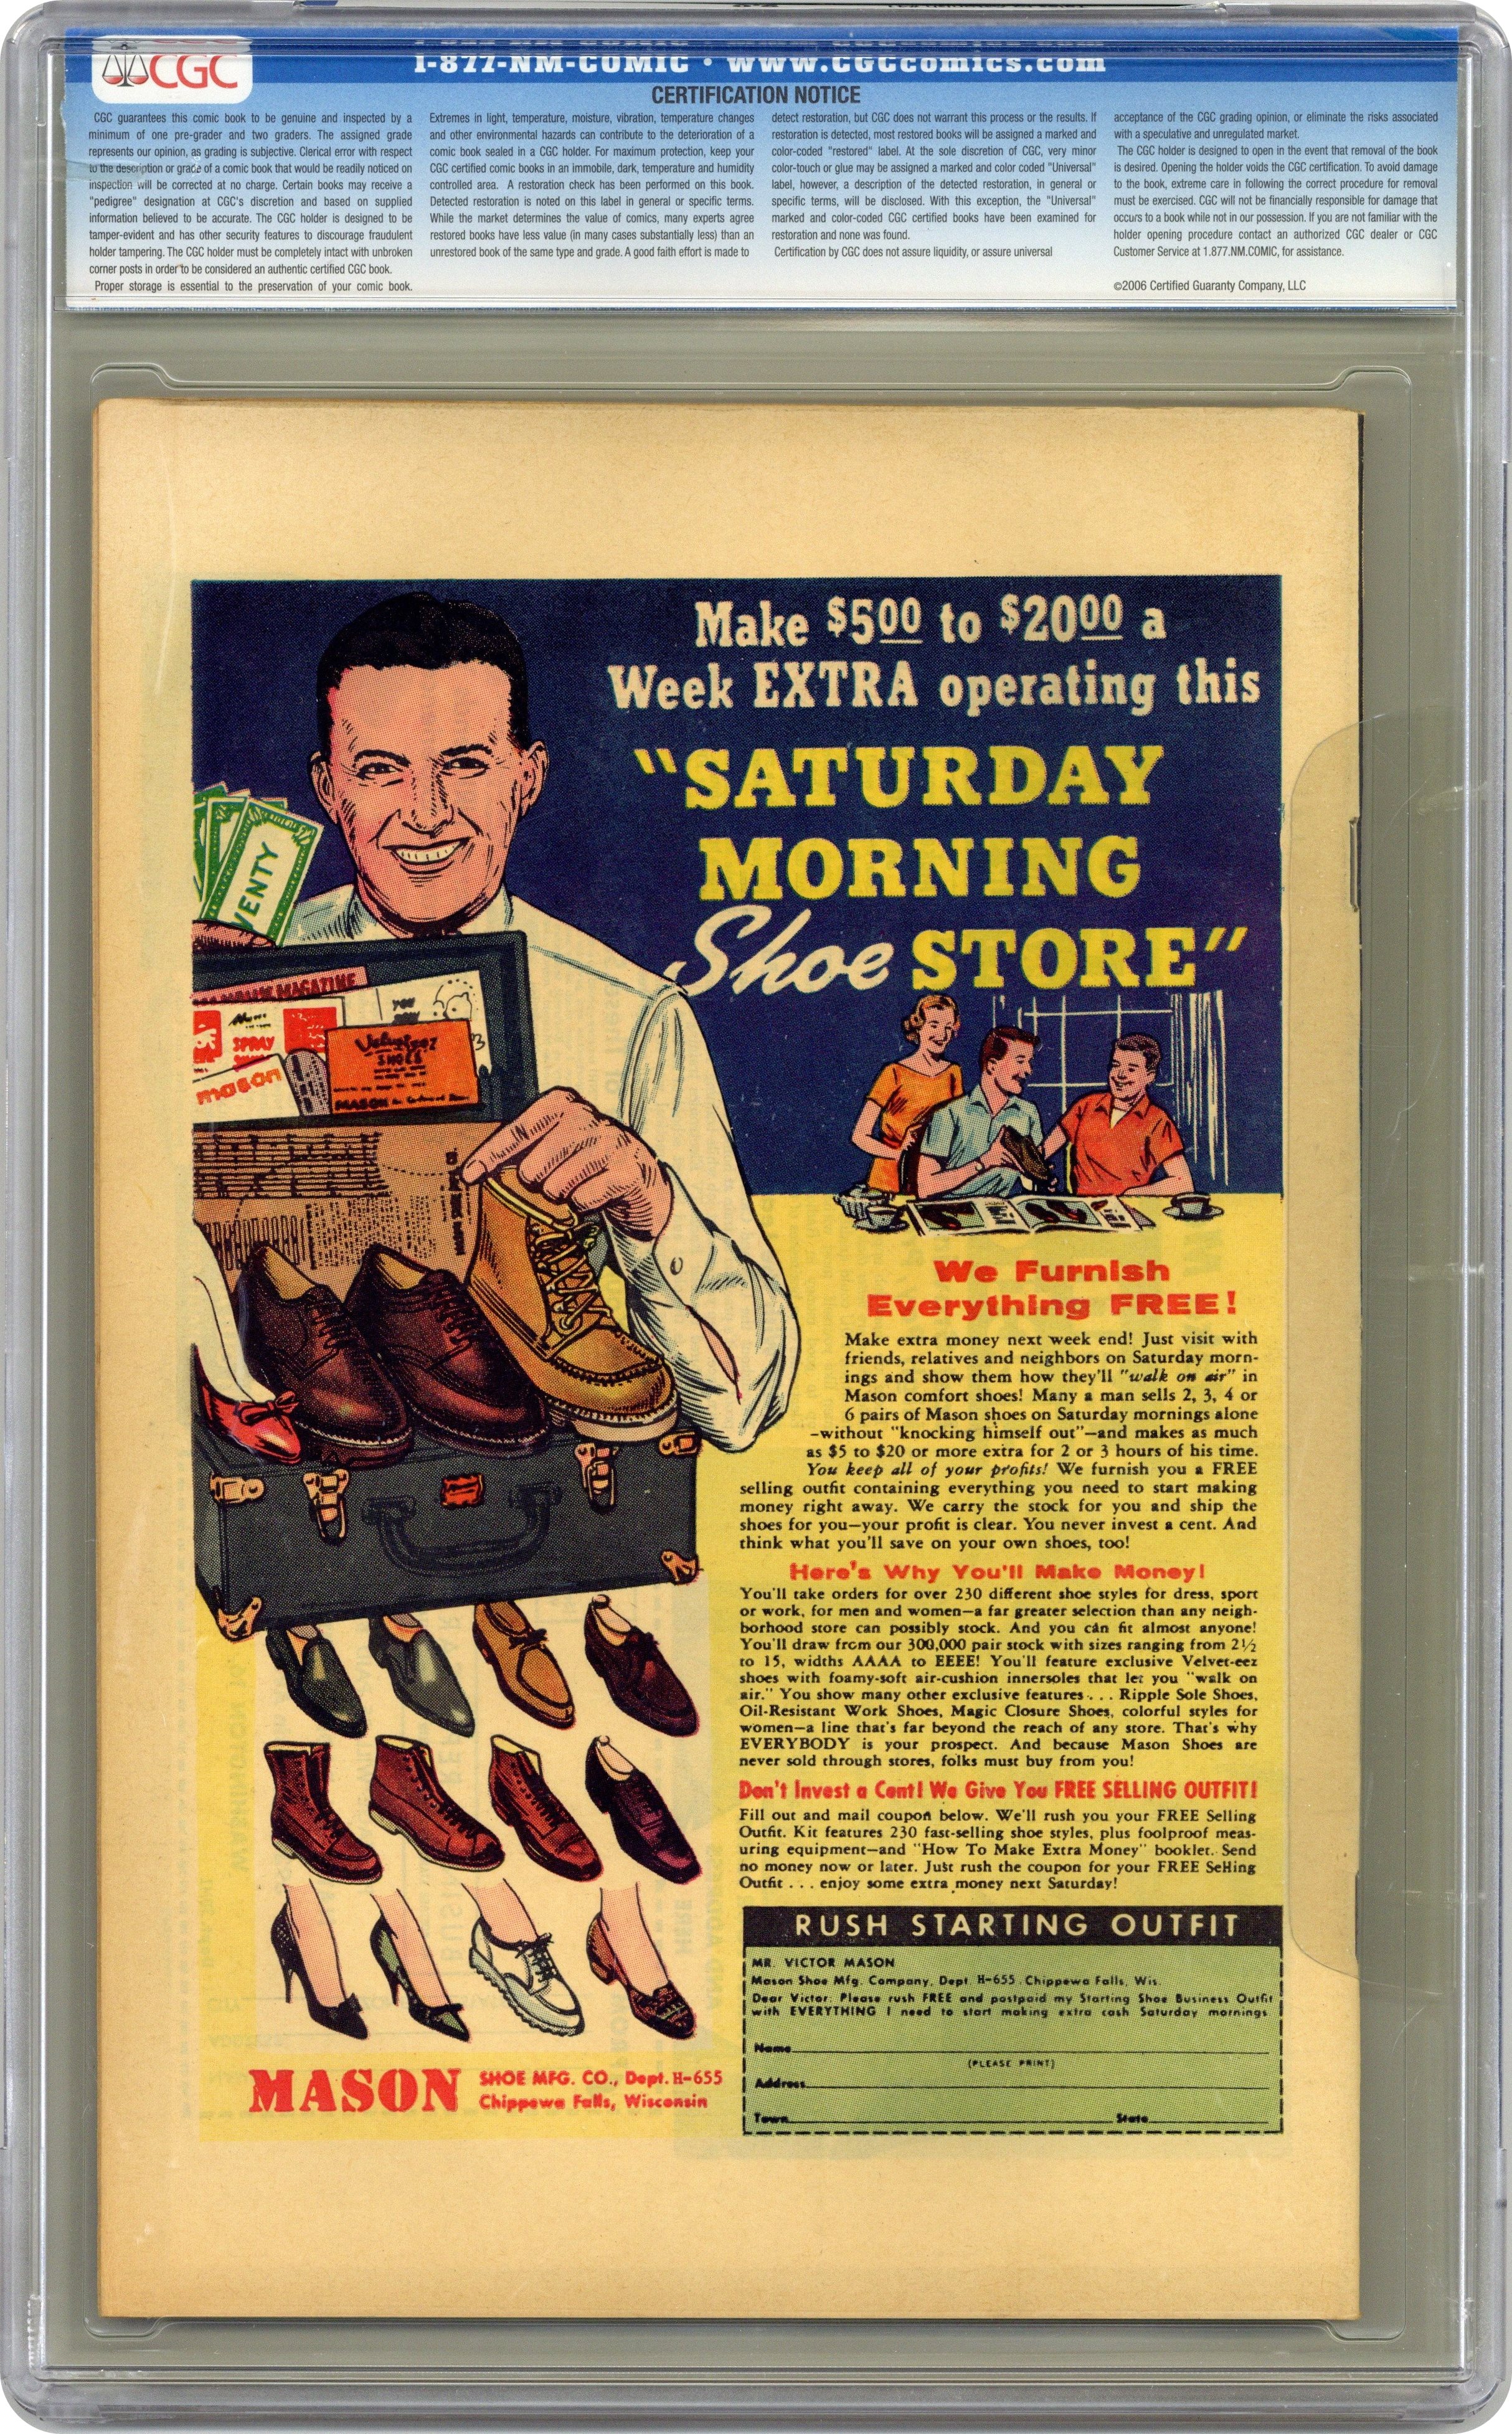 CGC
1-877-NM-COMIC • www.CGCcomics.com
CERTIFICATION NOTICE
CGC guarantees this comic book to be genuine and inspected by a
minimum of one pre-grader and two graders. The assigned grade
represents our opinion, as grading is subjective. Clerical error with respect
to the description or grade of a comic book that would be readily noticed on
inspection will be corrected at no charge. Certain books may receive a
"pedigree" designation at CGC's discretion and based on supplied
information believed to be accurate. The CGC holder is designed to be
tamper-evident and has other security features to discourage fraudulent
holder tampering. The CGC holder must be completely intact with unbroken
corner posts in order to be considered an authentic certified CGC book.
Proper storage is essential to the preservation of your comic book.
Extremes in light, temperature, moisture, vibration, temperature changes
and other environmental hazards can contribute to the deterioration of a
comic book sealed in a CGC holder. For maximum protection, keep your
CGC certified comic books in an immobile, dark, temperature and humidity
controlled area. A restoration check has been performed on this book.
Detected restoration is noted on this label in general or specific terms.
While the market determines the value of comics, many experts agree
restored books have less value (in many cases substantially less) than an
unrestored book of the same type and grade. A good faith effort is made to
detect restoration, but CGC does not warrant this process or the results. If
restoration is detected, most restored books will be assigned a marked and
color-coded "restored" label. At the sole discretion of CGC, very minor
color-touch or glue may be assigned a marked and color coded "Universal"
label, however, a description of the detected restoration, in general or
specific terms, will be disclosed. With this exception, the "Universal"
marked and color-coded CGC certified books have been examined for
restoration and none was found.
Certification by CGC does not assure liquidity, or assure universal
acceptance of the CGC grading opinion, or eliminate the risks associated
with a speculative and unregulated market.
The CGC holder is designed to open in the event that removal of the book
is desired. Opening the holder voids the CGC certification. To avoid damage
to the book, extreme care in following the correct procedure for removal
must be exercised. CGC will not be financially responsible for damage that
occurs to a book while not in our possession. If you are not familiar with the
holder opening procedure contact an authorized CGC dealer or CGC
Customer Service at 1.877.NM.COMIC, for assistance.
©2006 Certified Guaranty Company, LLC
Make $500 to $2000 a
Week EXTRA operating this
"SATURDAY
MORNING
Shoe STORE"
VENTY
MAGAZINE
SPRAY
mason
Velvet-eez
SHOES
MASON
We Furnish
Everything FREE!
Make extra money next week end! Just visit with
friends, relatives and neighbors on Saturday morn-
ings and show them how they'll "walk on air" in
Mason comfort shoes! Many a man sells 2, 3, 4 or
6 pairs of Mason shoes on Saturday mornings alone
-without "knocking himself out"—and makes as much
as $5 to $20 or more extra for 2 or 3 hours of his time.
You keep all of your profits! We furnish you a FREE
selling outfit containing everything you need to start making
money right away. We carry the stock for you and ship the
shoes for you—your profit is clear. You never invest a cent. And
think what you'll save on your own shoes, too!
Here's Why You'll Make Money!
You'll take orders for over 230 different shoe styles for dress, sport
or work, for men and women—a far greater selection than any neigh-
borhood store can possibly stock. And you can fit almost anyone!
You'll draw from our 300,000 pair stock with sizes ranging from 2½
to 15, widths AAAA to EEEE! You'll feature exclusive Velvet-eez
shoes with foamy-soft air-cushion innersoles that let you "walk on
air." You show many other exclusive features . . . Ripple Sole Shoes,
Oil-Resistant Work Shoes, Magic Closure Shoes, colorful styles for
women—a line that's far beyond the reach of any store. That's why
EVERYBODY is your prospect. And because Mason Shoes are
never sold through stores, folks must buy from you!
Don't Invest a Cent! We Give You FREE SELLING OUTFIT!
Fill out and mail coupon below. We'll rush you your FREE Selling
Outfit. Kit features 230 fast-selling shoe styles, plus foolproof meas-
uring equipment—and "How To Make Extra Money" booklet. Send
no money now or later. Just rush the coupon for your FREE Selling
Outfit . . . enjoy some extra money next Saturday!
RUSH STARTING OUTFIT
MR. VICTOR MASON
Mason Shoe Mfg. Company, Dept. H-655, Chippewa Falls, Wis.
Dear Victor: Please rush FREE and postpaid my Starting Shoe Business Outfit
with EVERYTHING I need to start making extra cash Saturday mornings.
Name
(PLEASE PRINT)
Address
Town State
MASON SHOE MFG. CO., Dept. H-655
Chippewa Falls, Wisconsin